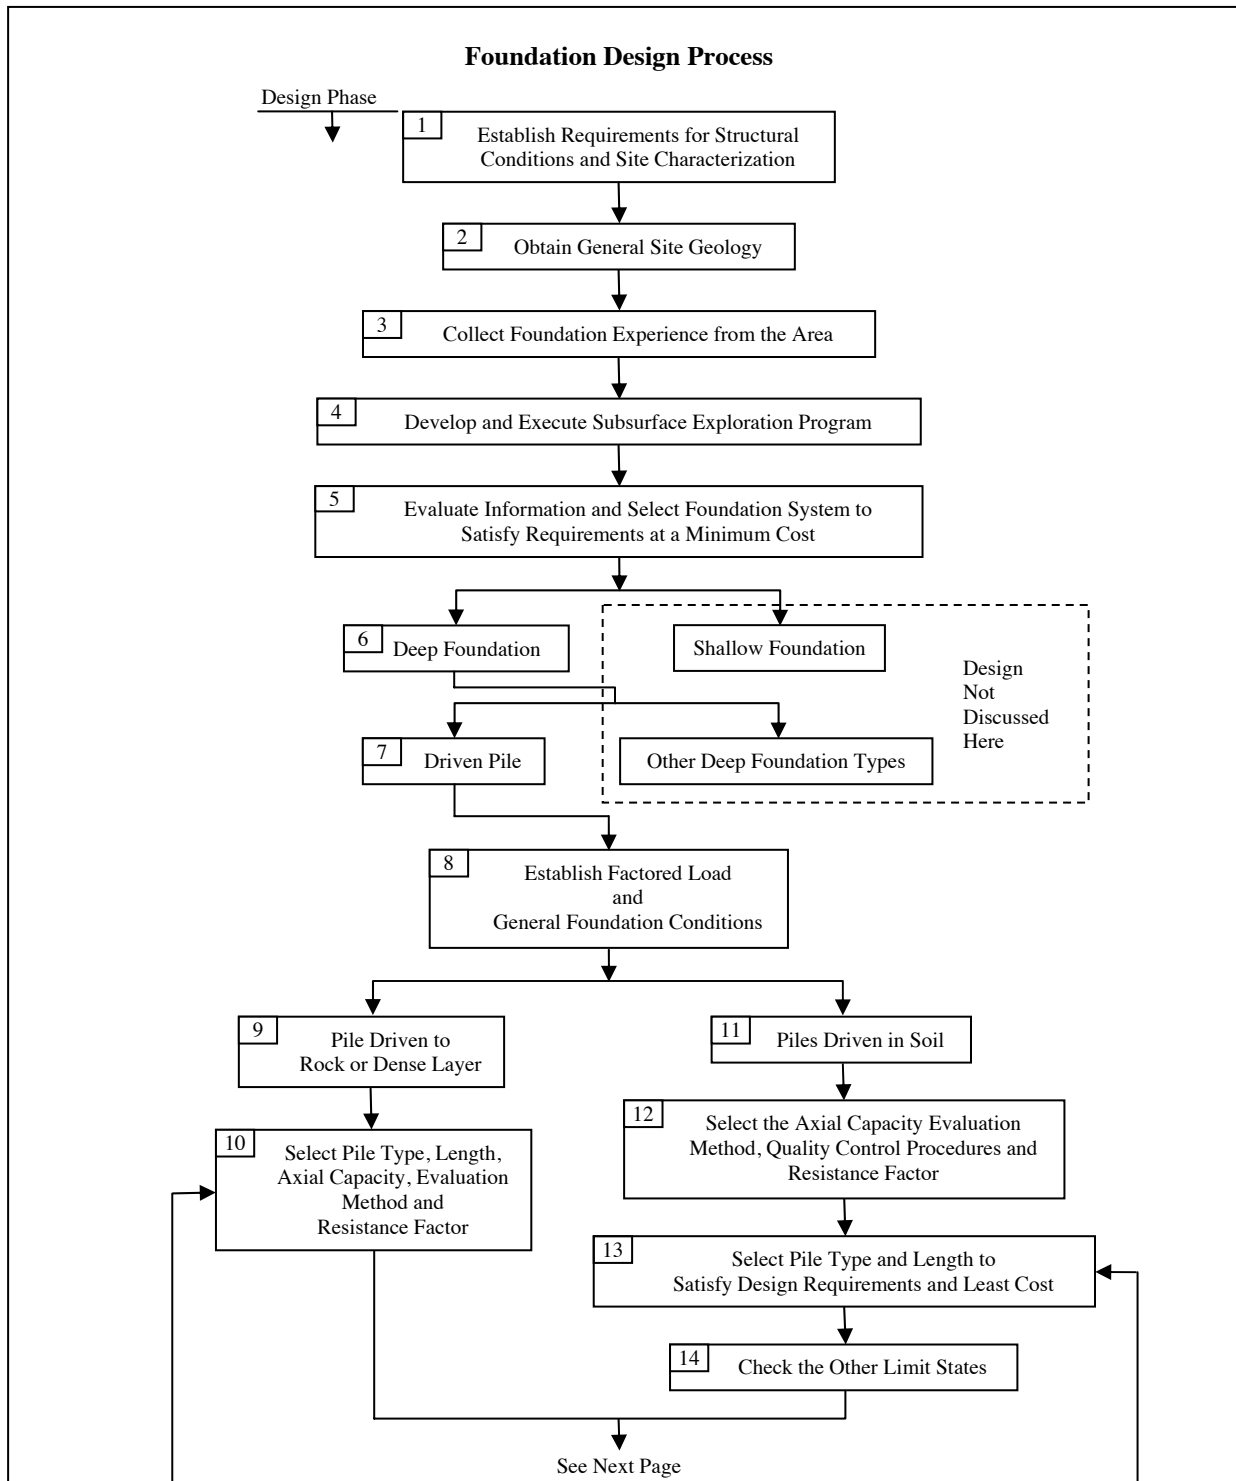 Foundation Design Process
Design Phase
1
Establish Requirements for Structural
Conditions and Site Characterization
2
Obtain General Site Geology
3
Collect Foundation Experience from the Area
4
Develop and Execute Subsurface Exploration Program
5
Evaluate Information and Select Foundation System to
Satisfy Requirements at a Minimum Cost
6
Deep Foundation
Shallow Foundation
Design
Not
Discussed
Here
7
Driven Pile
Other Deep Foundation Types
8
Establish Factored Load
and
General Foundation Conditions
9
Pile Driven to
Rock or Dense Layer
11
Piles Driven in Soil
10
Select Pile Type, Length,
Axial Capacity, Evaluation
Method and
Resistance Factor
12
Select the Axial Capacity Evaluation
Method, Quality Control Procedures and
Resistance Factor
13
Select Pile Type and Length to
Satisfy Design Requirements and Least Cost
14
Check the Other Limit States
See Next Page